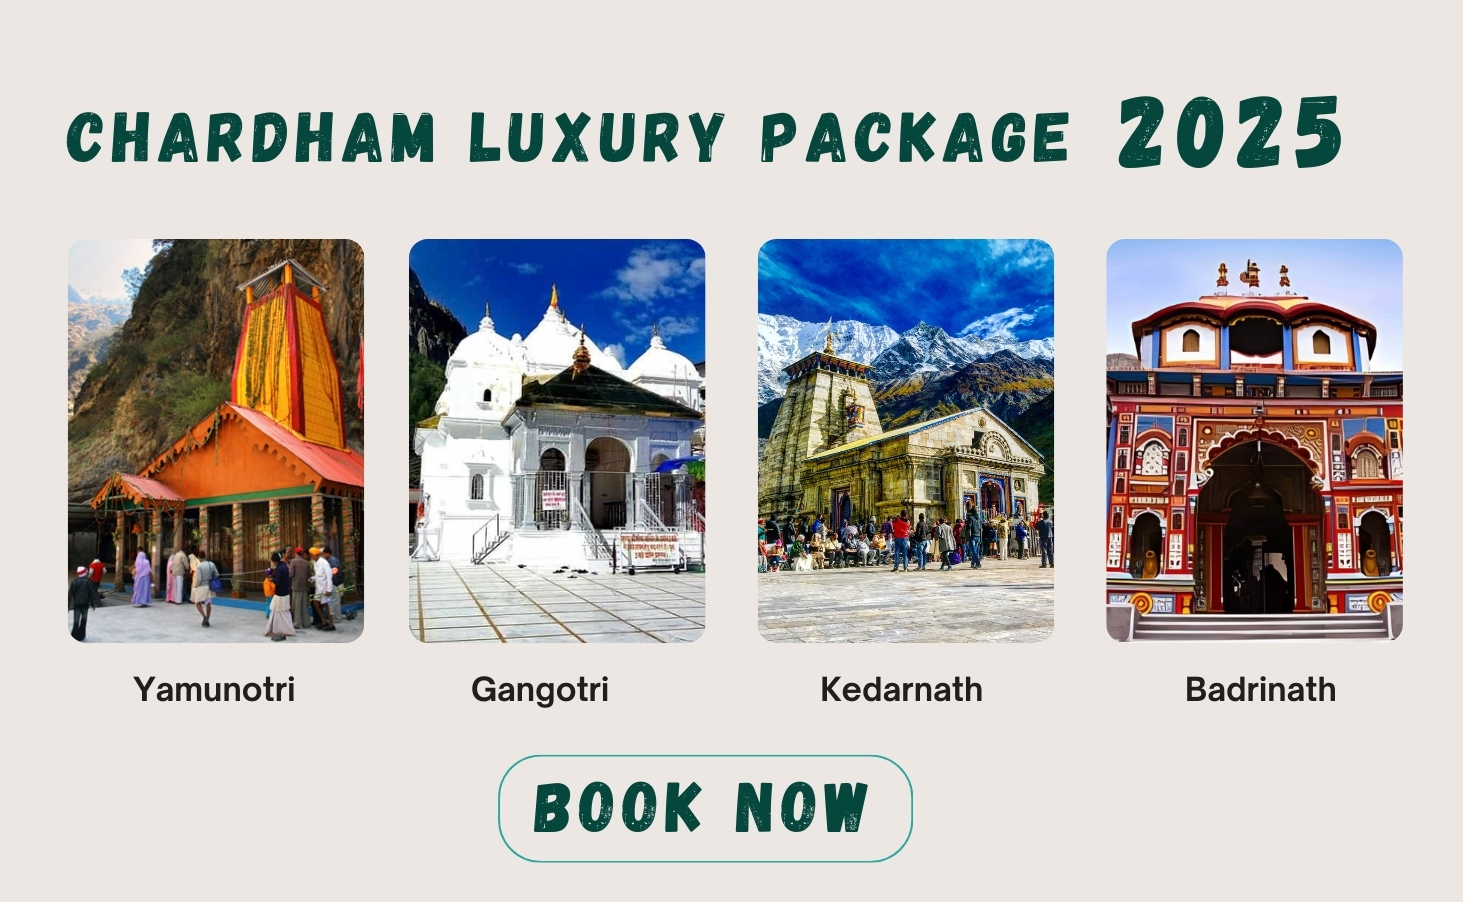 CHARDHAM LUXURY PACKAGE 2025
Yamunotri
Gangotri
Kedarnath
Badrinath
BOOK NOW